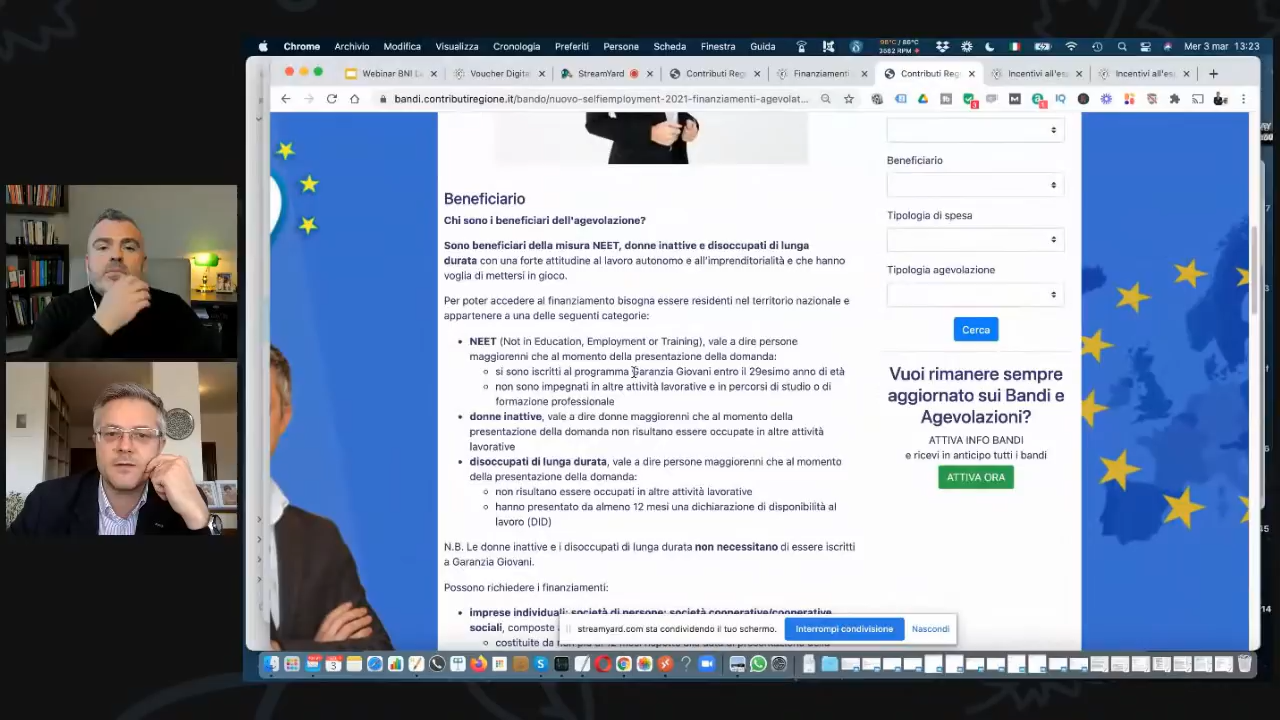 Chrome Archivio Modifica Visualizza Cronologia Preferiti Persone Scheda Finestra Guida
Mer 3 mar 13:23
Webinar BNI L
Voucher Digita
StreamYard
Contributi Reg
Finanziamenti
Contributi Reg
Incentivi all'es
Incentivi all'es
bandi.contributiregione.it/bando/nuovo-selfiemployment-2021-finanziamenti-agevolat...
Beneficiario
Chi sono i beneficiari dell'agevolazione?
Sono beneficiari della misura NEET, donne inattive e disoccupati di lunga
durata con una forte attitudine al lavoro autonomo e all'imprenditorialità e che hanno
voglia di mettersi in gioco.
Per poter accedere al finanziamento bisogna essere residenti nel territorio nazionale e
appartenere a una delle seguenti categorie:
NEET (Not in Education, Employment or Training), vale a dire persone
maggiorenni che al momento della presentazione della domanda:
si sono iscritti al programma Garanzia Giovani entro il 29esimo anno di età
non sono impegnati in altre attività lavorative e in percorsi di studio o di
formazione professionale
donne inattive, vale a dire donne maggiorenni che al momento della
presentazione della domanda non risultano essere occupate in altre attività
lavorative
disoccupati di lunga durata, vale a dire persone maggiorenni che al momento
della presentazione della domanda:
non risultano essere occupati in altre attività lavorative
hanno presentato da almeno 12 mesi una dichiarazione di disponibilità al
lavoro (DID)
N.B. Le donne inattive e i disoccupati di lunga durata non necessitano di essere iscritti
a Garanzia Giovani.
Possono richiedere i finanziamenti:
imprese individuali; società di persone; società cooperative/cooperative
sociali, composte
Beneficiario
Tipologia di spesa
Tipologia agevolazione
Cerca
Vuoi rimanere sempre
aggiornato sui Bandi e
Agevolazioni?
ATTIVA INFO BANDI
e ricevi in anticipo tutti i bandi
ATTIVA ORA
streamyard.com sta condividendo il tuo schermo.
Interrompi condivisione
Nascondi